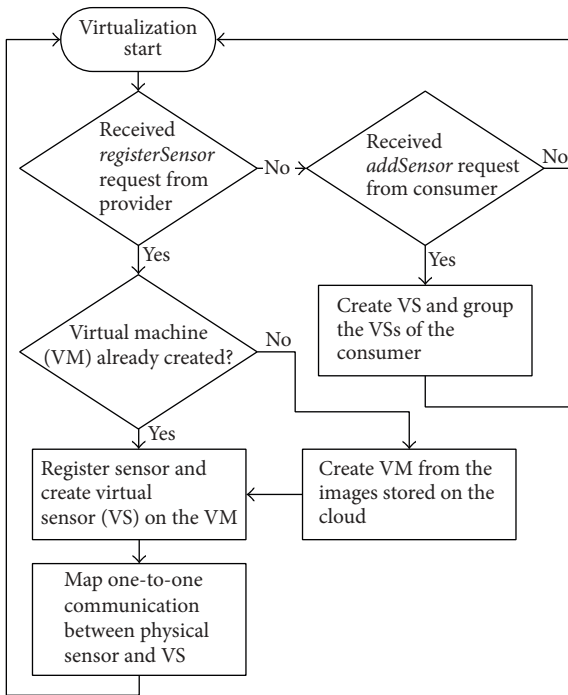 Virtualization
start
Received
registerSensor
request from
provider
No
Received
addSensor request
from consumer
No
Yes
Yes
Create VS and group
the VSs of the
consumer
Virtual machine
(VM) already created?
No
Yes
Register sensor and
create virtual
sensor (VS) on the VM
Create VM from the
images stored on the
cloud
Map one-to-one
communication
between physical
sensor and VS